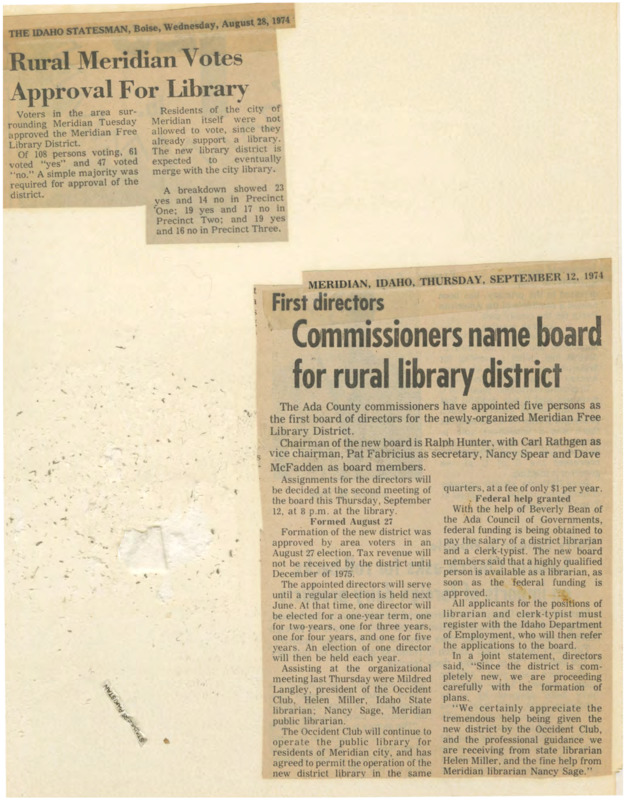 THE IDAHO STATESMAN, Boise, Wednesday, August 28, 1974
Rural Meridian Votes
Approval For Library
Voters in the area sur-
rounding Meridian Tuesday
approved the Meridian Free
Library District.
Of 108 persons voting, 61
voted "yes" and 47 voted
"no." A simple majority was
required for approval of the
district.
Residents of the city of
Meridian itself were not
allowed to vote, since they
already support a library.
The new library district is
expected to eventually
merge with the city library.
A breakdown showed 23
yes and 14 no in Precinct
One; 19 yes and 17 no in
Precinct Two; and 19 yes
and 16 no in Precinct Three.
MERIDIAN, IDAHO, THURSDAY, SEPTEMBER 12, 1974
First directors
Commissioners name board
for rural library district
The Ada County commissioners have appointed five persons as
the first board of directors for the newly-organized Meridian Free
Library District.
Chairman of the new board is Ralph Hunter, with Carl Rathgen as
vice chairman, Pat Fabricius as secretary, Nancy Spear and Dave
McFadden as board members.
Assignments for the directors
will be decided at the second meeting of
the board this Thursday, September
12, at 8 p.m. at the library.
Formed August 27
Formation of the new district was
approved by area voters in an
August 27 election. Tax revenue will
not be received by the district until
December of 1975.
The appointed directors will serve
until a regular election is held next
June. At that time, one director will
be elected for a one-year term, one
for two years, one for three years,
one for four years, and one for five
years. An election of one director
will then be held each year.
Assisting at the organizational
meeting last Thursday were Mildred
Langley, president of the Occident
Club, Helen Miller, Idaho State
librarian; Nancy Sage, Meridian
public librarian.
The Occident Club will continue to
operate the public library for
residents of Meridian city, and has
agreed to permit the operation of the
new district library in the same
quarters, at a fee of only $1 per year.
Federal help granted
With the help of Beverly Bean of
the Ada Council of Governments,
federal funding is being obtained to
pay the salary of a district librarian
and a clerk-typist. The new board
members said that a highly qualified
person is available as a librarian, as
soon as the federal funding is
approved.
All applicants for the positions of
librarian and clerk-typist must
register with the Idaho Department
of Employment, who will then refer
the applications to the board.
In a joint statement, directors
said, "Since the district is com-
pletely new, we are proceeding
carefully with the formation of
plans.
"We certainly appreciate the
tremendous help being given the
new district by the Occident Club,
and the professional guidance we
are receiving from state librarian
Helen Miller, and the fine help from
Meridian librarian Nancy Sage."